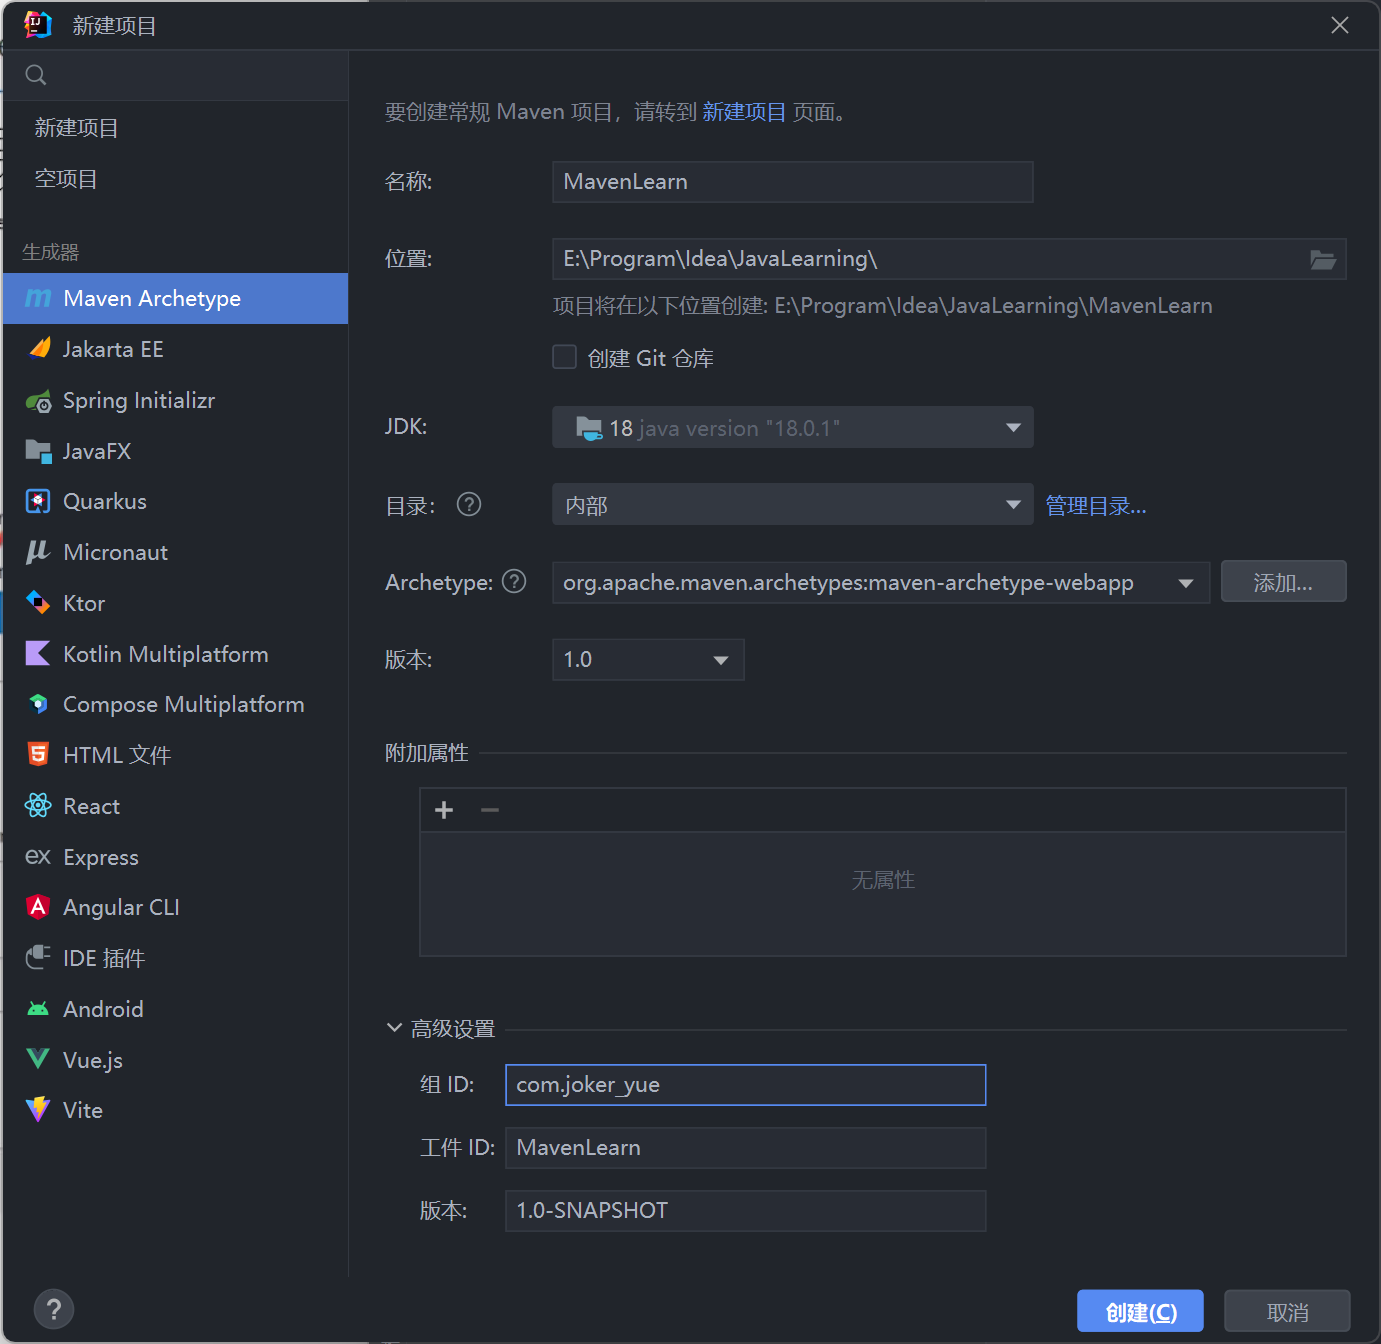 新建项目
新建项目
空项目
生成器
Maven Archetype
Jakarta EE
Spring Initializr
JavaFX
Quarkus
Micronaut
Ktor
Kotlin Multiplatform
Compose Multiplatform
HTML 文件
React
Express
Angular CLI
IDE 插件
Android
Vue.js
Vite
要创建常规 Maven 项目，请转到 新建项目 页面。
名称: MavenLearn
位置: E:\Program\Idea\JavaLearning\
项目将在以下位置创建: E:\Program\Idea\JavaLearning\MavenLearn
创建 Git 仓库
JDK: 18 java version "18.0.1"
目录: 内部 管理目录...
Archetype: org.apache.maven.archetypes:maven-archetype-webapp 添加...
版本: 1.0
附加属性
无属性
高级设置
组 ID: com.joker_yue
工件 ID: MavenLearn
版本: 1.0-SNAPSHOT
创建(C) 取消